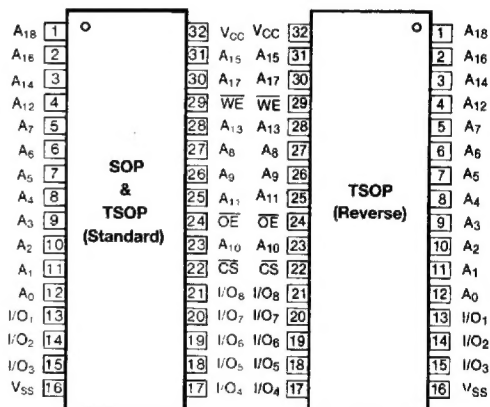 A18 1 32 VCC VCC 32 1 A18
A16 2 31 A15 A15 31 2 A16
A14 3 30 A17 A17 30 3 A14
A12 4 29 W̅E̅ W̅E̅ 29 4 A12
A7 5 28 A13 A13 28 5 A7
A6 6 27 A8 A8 27 6 A6
A5 7 SOP 26 A9 A9 26 7 A5
A4 8 & 25 A11 A11 25 TSOP 8 A4
A3 9 TSOP 24 O̅E̅ O̅E̅ 24 (Reverse) 9 A3
A2 10 (Standard) 23 A10 A10 23 10 A2
A1 11 22 C̅S̅ C̅S̅ 22 11 A1
A0 12 21 I/O8 I/O8 21 12 A0
I/O1 13 20 I/O7 I/O7 20 13 I/O1
I/O2 14 19 I/O6 I/O6 19 14 I/O2
I/O3 15 18 I/O5 I/O5 18 15 I/O3
VSS 16 17 I/O4 I/O4 17 16 VSS